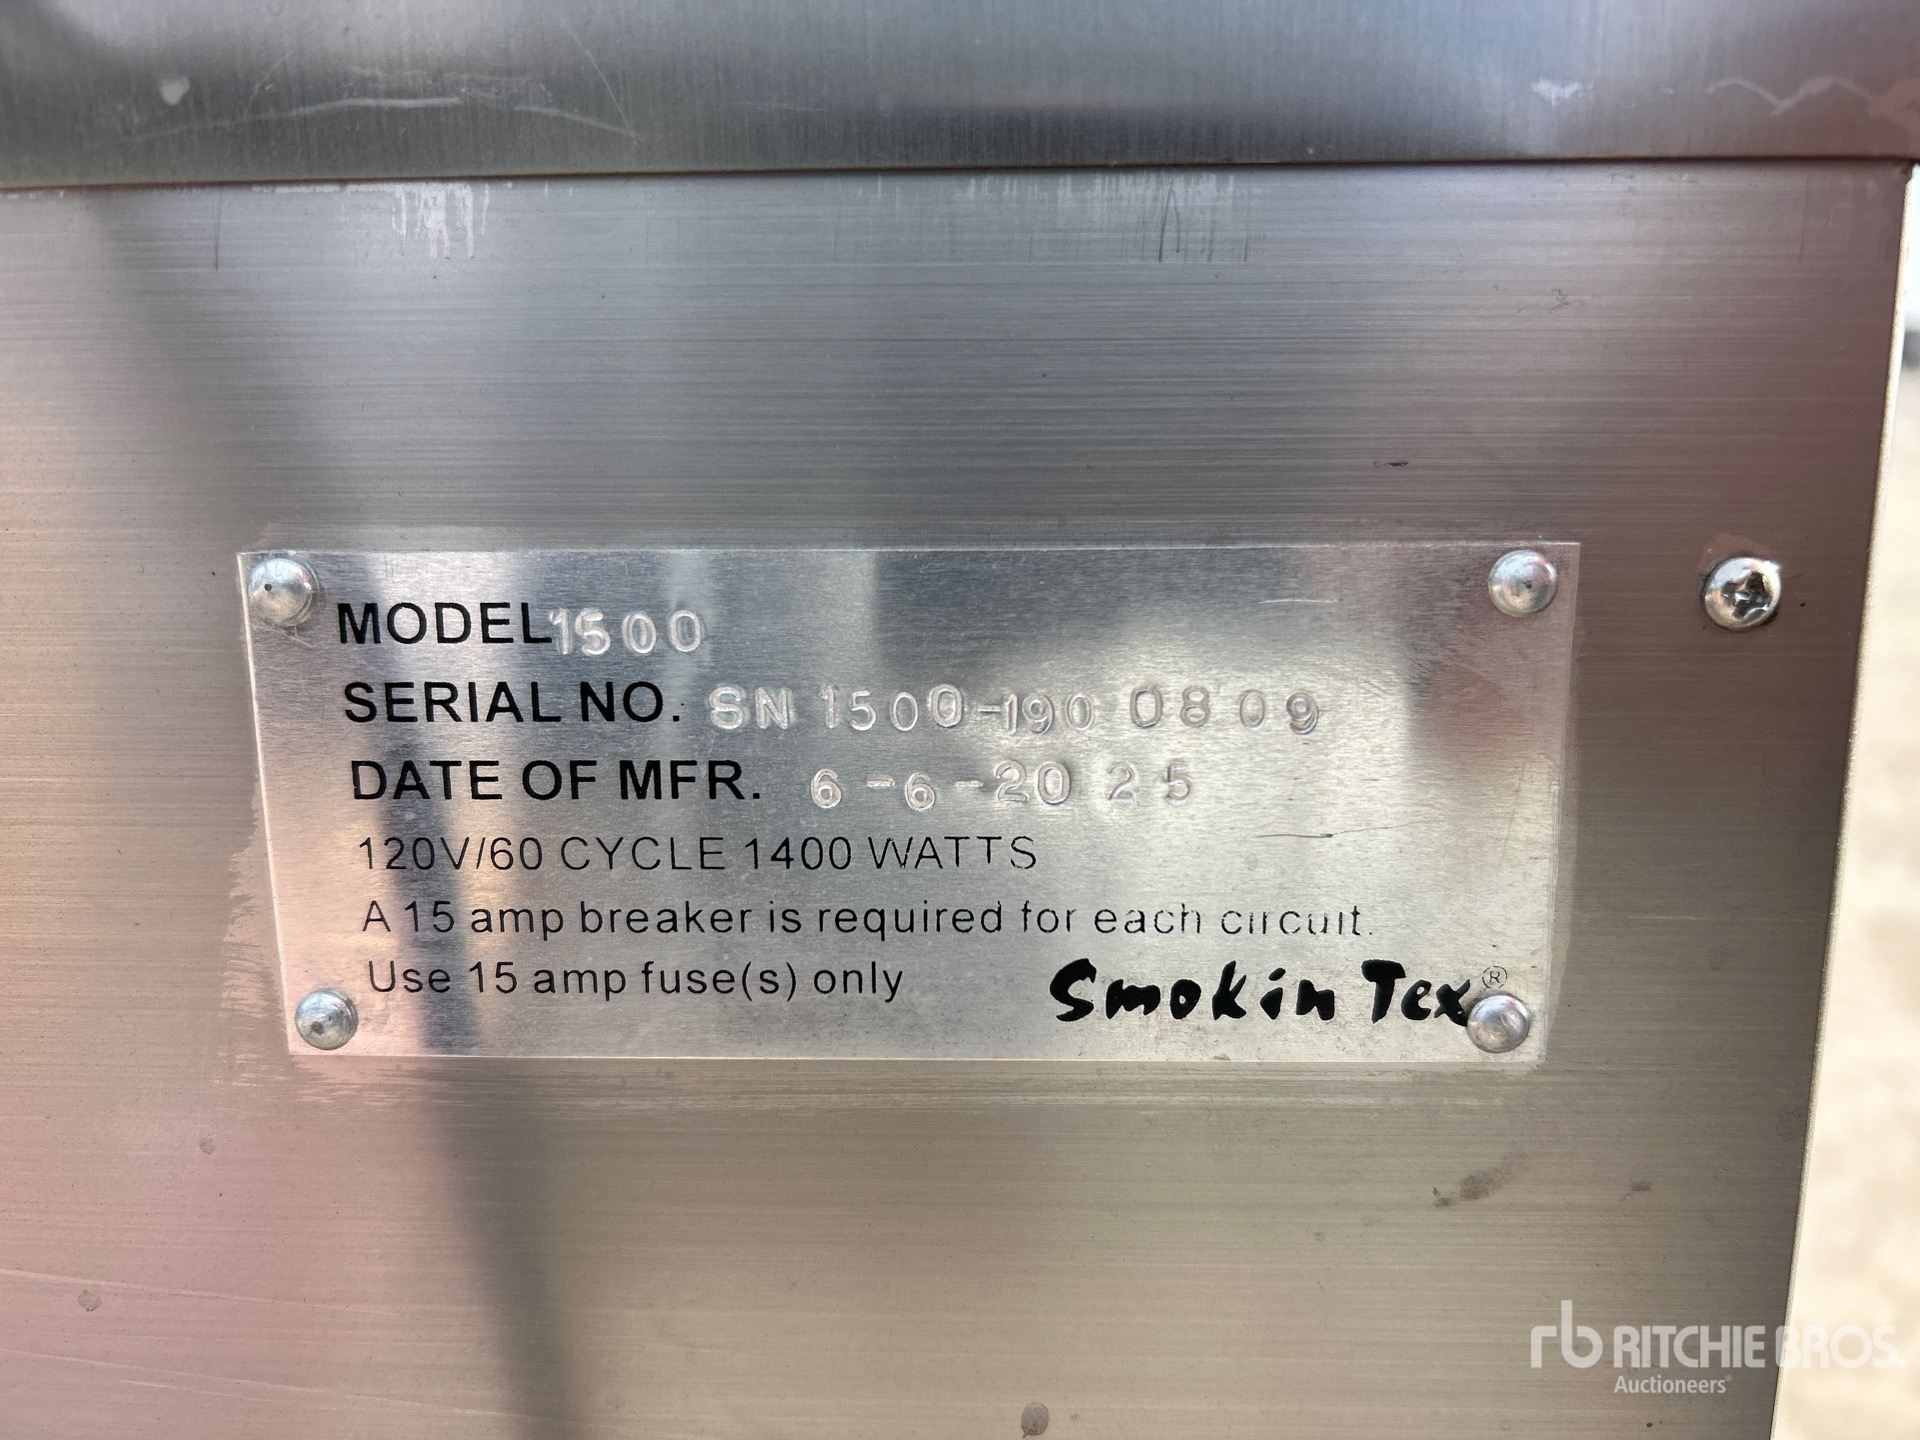 MODEL 1500
SERIAL NO. SN 1500-190 0809
DATE OF MFR. 6-6-2025
120V/60 CYCLE 1400 WATTS
A 15 amp breaker is required for each circuit.
Use 15 amp fuse(s) only
Smokin Tex®
rb RITCHIE BROS.
Auctioneers